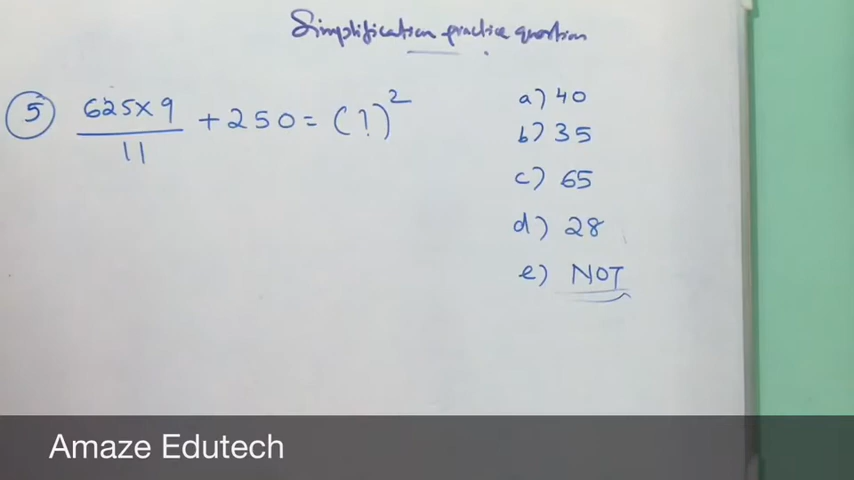 Simplification practice question
5 625×9/11 + 250 = (?)²
a) 40
b) 35
c) 65
d) 28
e) NOT
Amaze Edutech